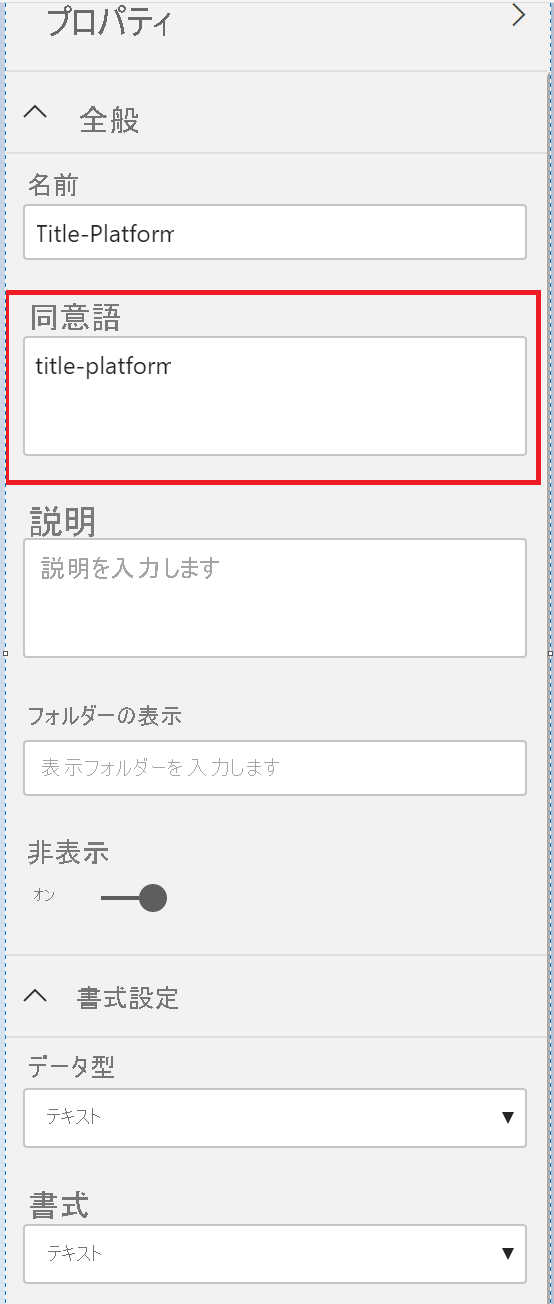 プロパティ
全般
名前
Title-Platform
同意語
title-platform
説明
説明を入力します
フォルダーの表示
表示フォルダーを入力します
非表示
オン
書式設定
データ型
テキスト
書式
テキスト